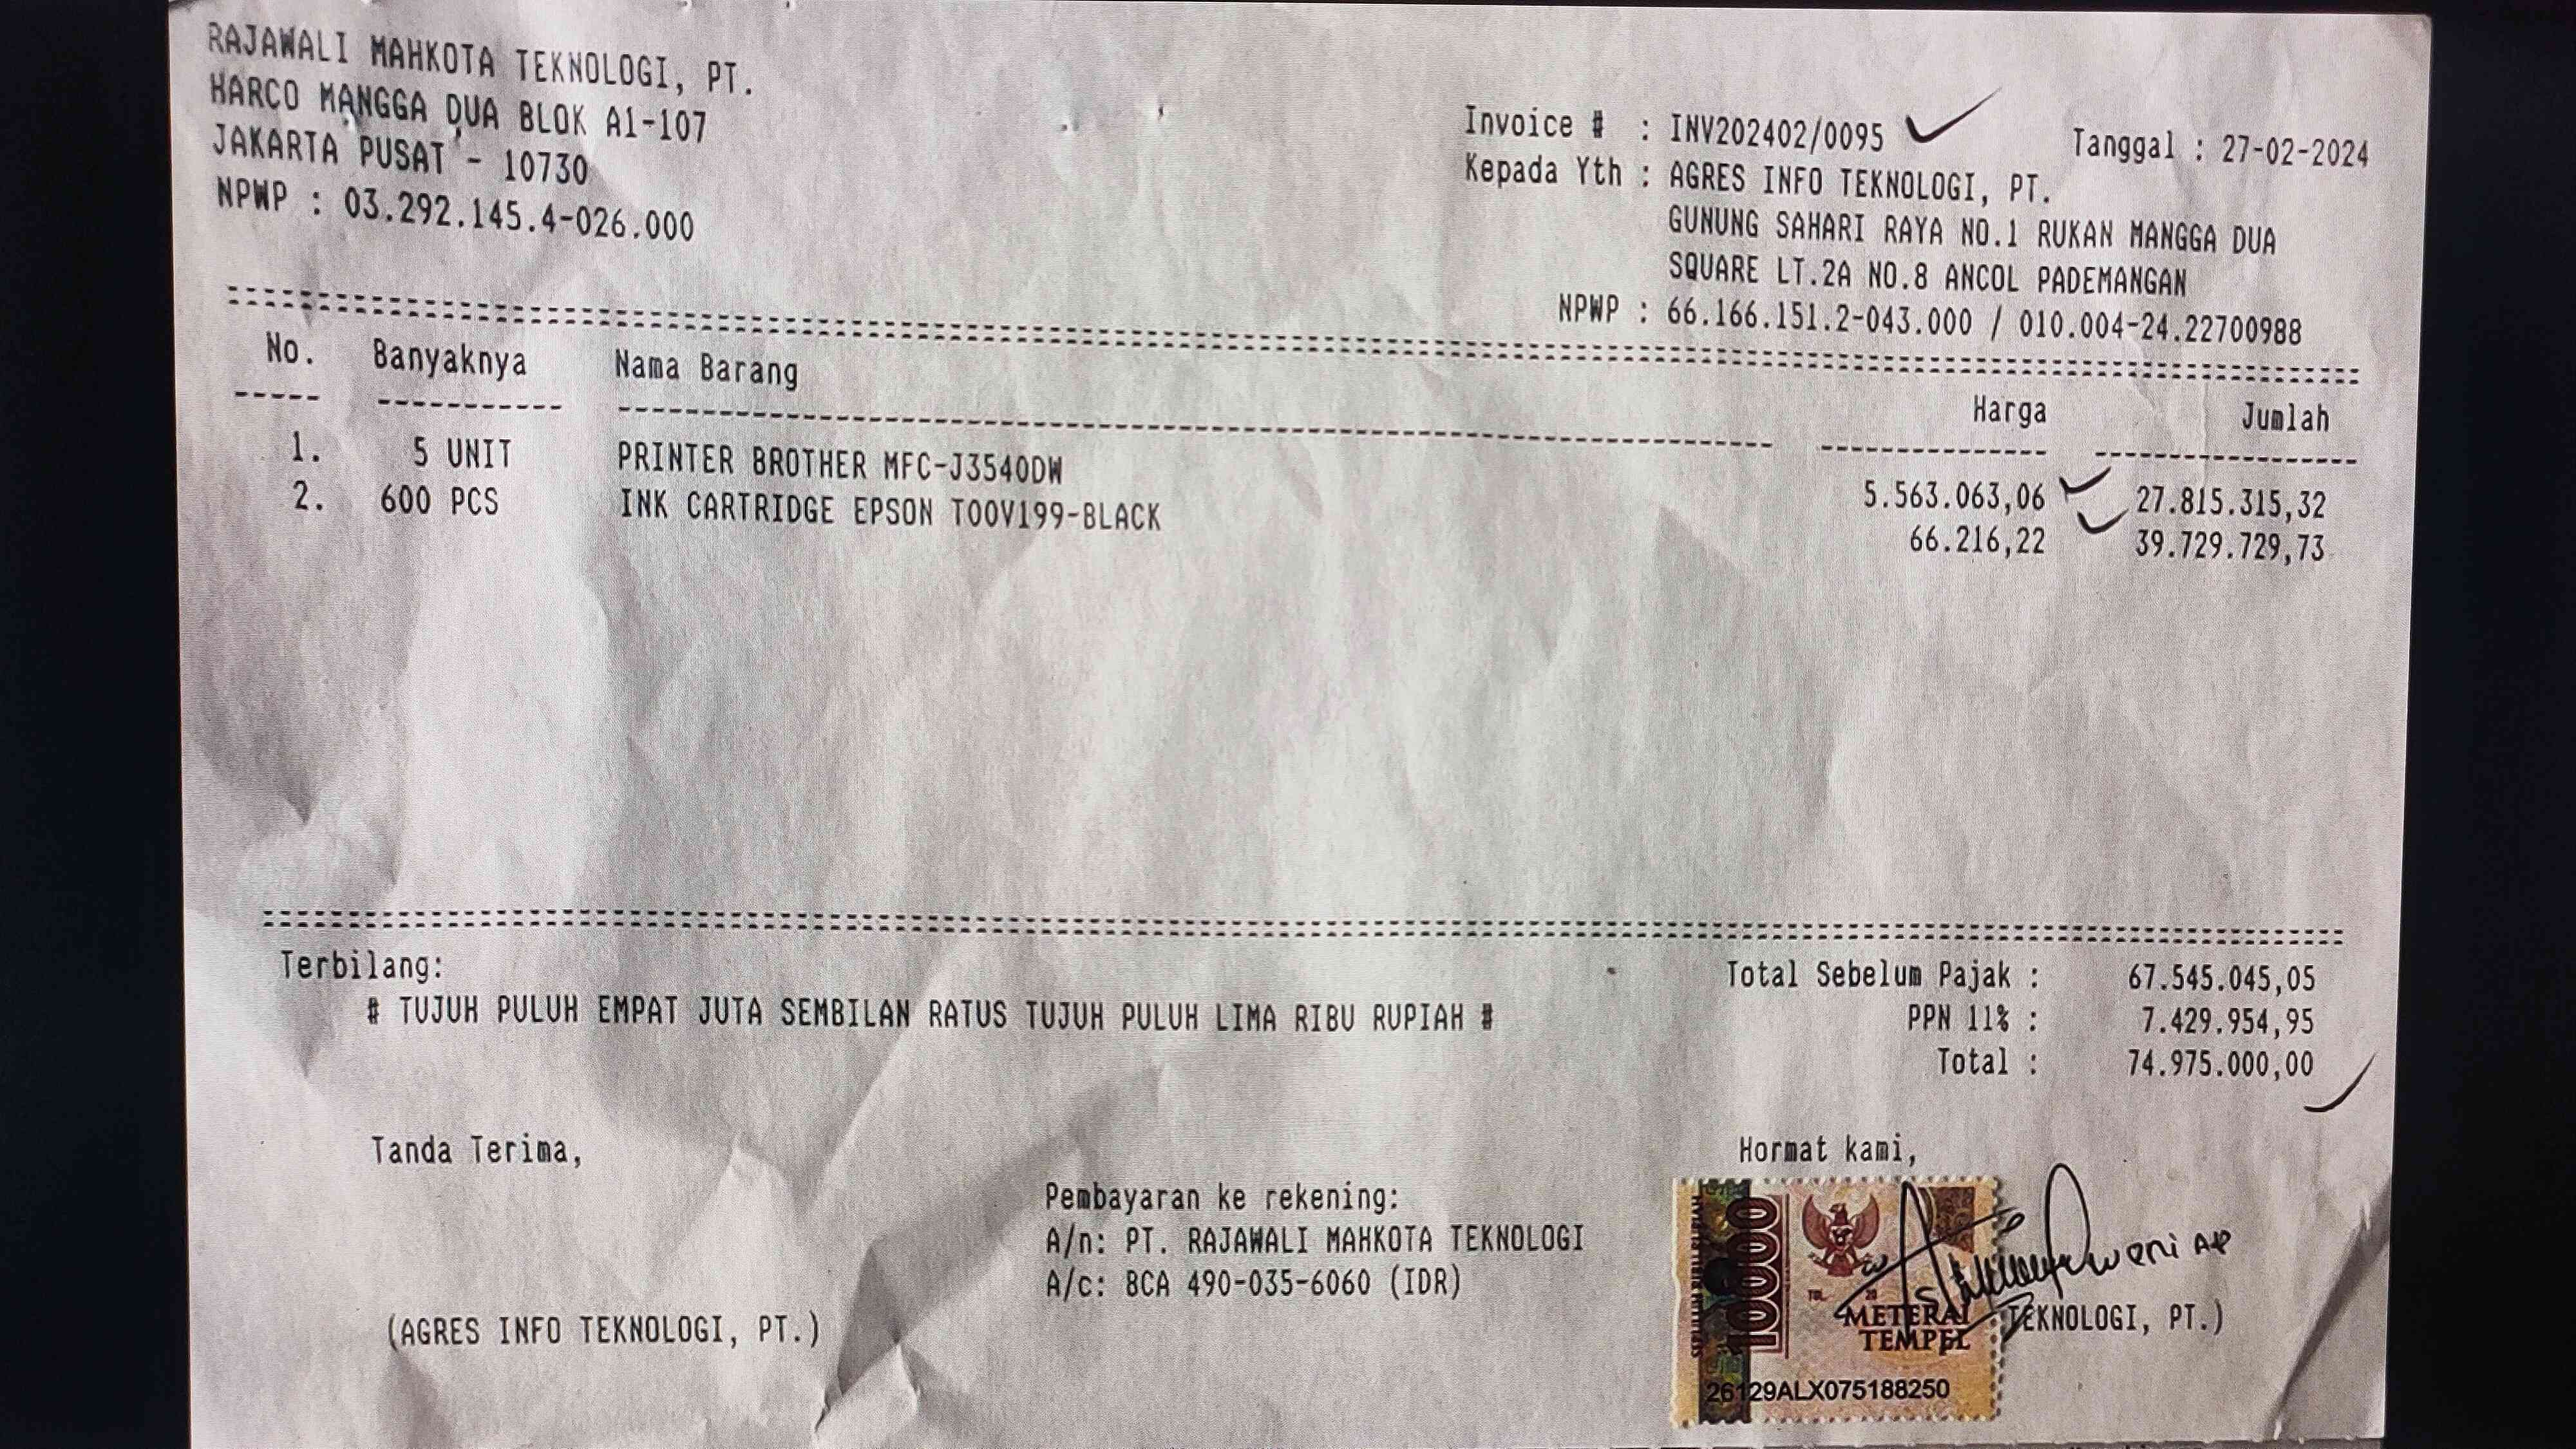 RAJAWALI MAHKOTA TEKNOLOGI, PT.
HARCO MANGGA DUA BLOK A1-107
JAKARTA PUSAT - 10730
NPWP : 03.292.145.4-026.000
Invoice # : INV202402/0095 Tanggal : 27-02-2024
Kepada Yth : AGRES INFO TEKNOLOGI, PT.
GUNUNG SAHARI RAYA NO.1 RUKAN MANGGA DUA
SQUARE LT.2A NO.8 ANCOL PADEMANGAN
NPWP : 66.166.151.2-043.000 / 010.004-24.22700988
No. Banyaknya Nama Barang Harga Jumlah
1. 5 UNIT PRINTER BROTHER MFC-J3540DW 5.563.063,06 27.815.315,32
2. 600 PCS INK CARTRIDGE EPSON T00V199-BLACK 66.216,22 39.729.729,73
Terbilang:
# TUJUH PULUH EMPAT JUTA SEMBILAN RATUS TUJUH PULUH LIMA RIBU RUPIAH #
Total Sebelum Pajak : 67.545.045,05
PPN 11% : 7.429.954,95
Total : 74.975.000,00
Tanda Terima,
(AGRES INFO TEKNOLOGI, PT.)
Pembayaran ke rekening:
A/n: PT. RAJAWALI MAHKOTA TEKNOLOGI
A/c: BCA 490-035-6060 (IDR)
Hormat kami,
10000
METERAI
TEMPEL
26129ALX075188250
TEKNOLOGI, PT.)